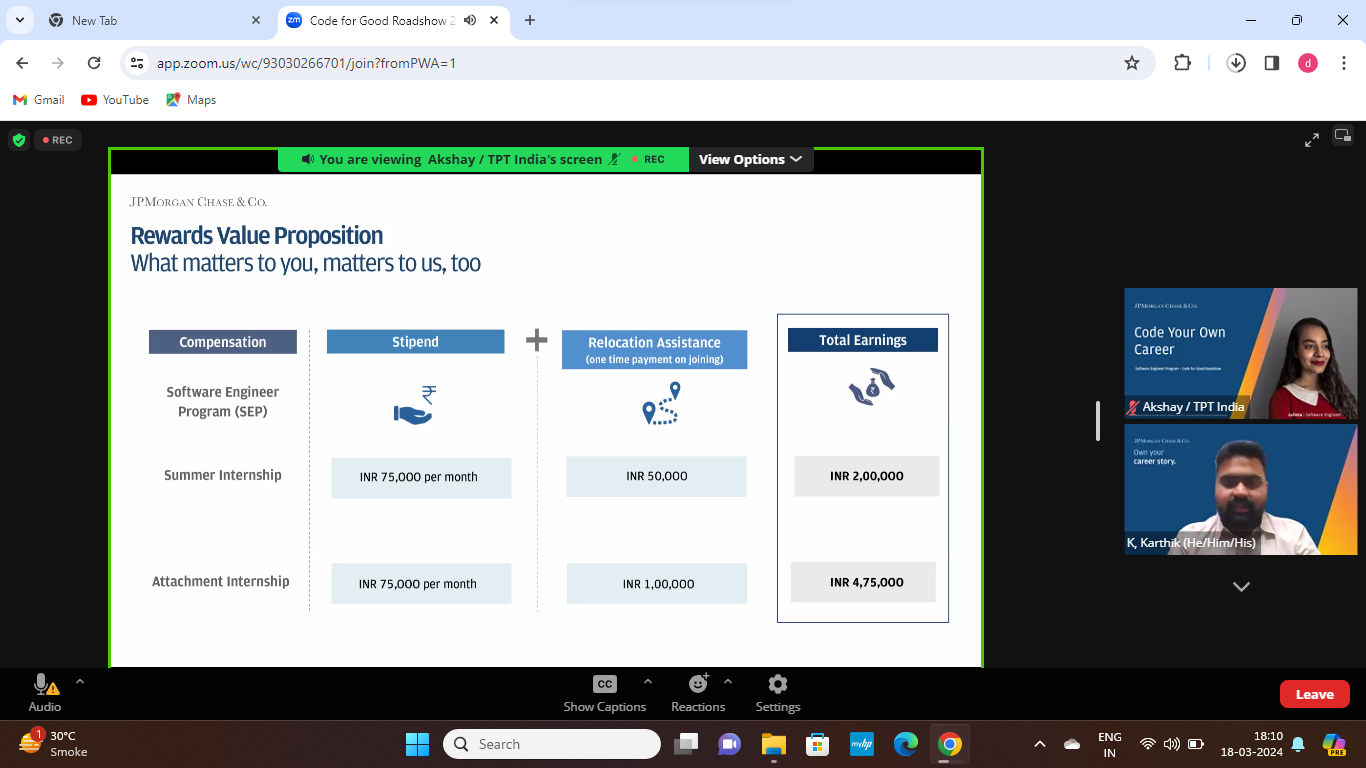 New Tab
Code for Good Roadshow 2
app.zoom.us/wc/93030266701/join?fromPWA=1
d
Gmail
YouTube
Maps
REC
You are viewing Akshay / TPT India's screen
REC
View Options
JPMORGAN CHASE & CO.
Rewards Value Proposition
What matters to you, matters to us, too
Compensation
Stipend
Relocation Assistance
(one time payment on joining)
Total Earnings
Software Engineer
Program (SEP)
Summer Internship
INR 75,000 per month
INR 50,000
INR 2,00,000
Attachment Internship
INR 75,000 per month
INR 1,00,000
INR 4,75,000
JPMORGAN CHASE & CO.
Code Your Own
Career
Software Engineer Program - Code for Good Roadshow
Julieta | Software Engineer
Akshay / TPT India
JPMORGAN CHASE & CO.
Own your
career story.
K, Karthik (He/Him/His)
Audio
CC
Show Captions
Reactions
Settings
Leave
1
30°C
Smoke
Search
myhp
ENG
IN
18:10
18-03-2024
PRE